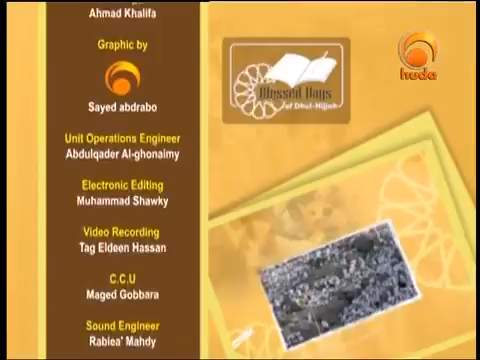 Ahmad Khalifa
Graphic by
Sayed abdrabo
Unit Operations Engineer
Abdulqader Al-ghonaimy
Electronic Editing
Muhammad Shawky
Video Recording
Tag Eldeen Hassan
C.C.U
Maged Gobbara
Sound Engineer
Rabiea' Mahdy
Blessed Days
of Dhul-Hijjah
huda